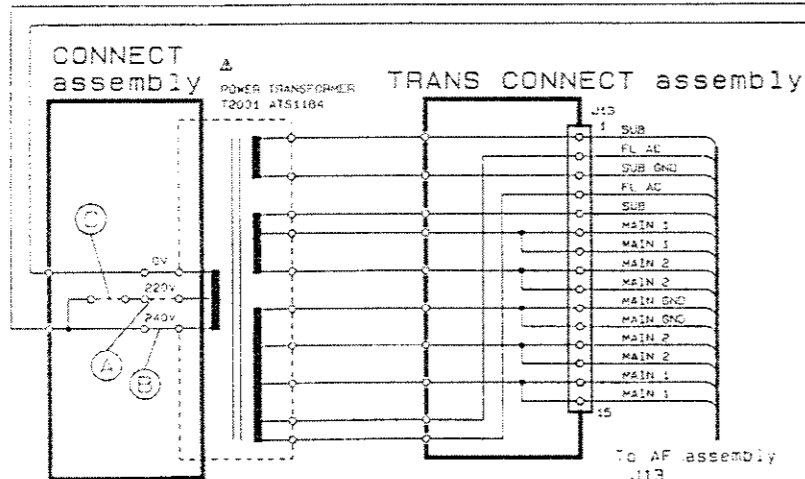 CONNECT
assembly
POWER TRANSFORMER
T2001 ATS1184
TRANS CONNECT assembly
J13
1
SUB
FL AC
SUB GND
FL AC
SUB
MAIN 1
MAIN 1
MAIN 2
MAIN 2
MAIN GND
MAIN GND
MAIN 2
MAIN 2
MAIN 1
MAIN 1
15
C
0V
220V
240V
A
B
To AF assembly
J13